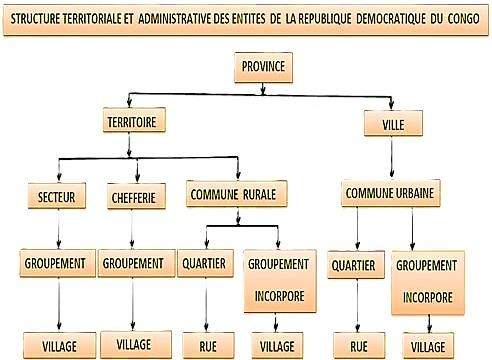 STRUCTURE TERRITORIALE ET ADMINISTRATIVE DES ENTITES DE LA REPUBLIQUE DEMOCRATIQUE DU CONGO
PROVINCE
TERRITOIRE
VILLE
SECTEUR
CHEFFERIE
COMMUNE RURALE
COMMUNE URBAINE
GROUPEMENT
GROUPEMENT
QUARTIER
GROUPEMENT
INCORPORE
QUARTIER
GROUPEMENT
INCORPORE
VILLAGE
VILLAGE
RUE
VILLAGE
RUE
VILLAGE